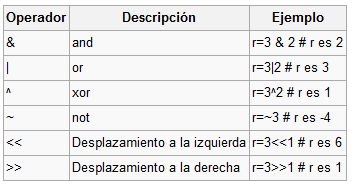 Operador Descripción Ejemplo
& and r=3 & 2 # r es 2
| or r=3|2 # r es 3
^ xor r=3^2 # r es 1
~ not r=~3 # r es -4
<< Desplazamiento a la izquierda r=3<<1 # r es 6
>> Desplazamiento a la derecha r=3>>1 # r es 1